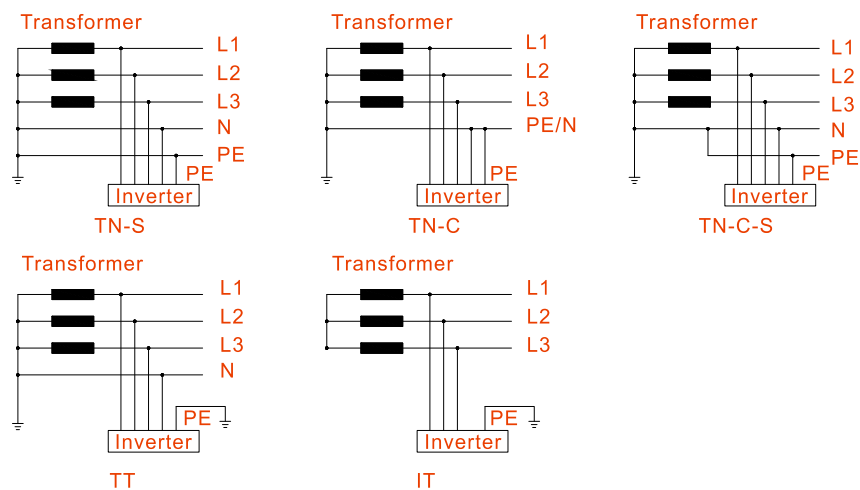 Transformer
L1
L2
L3
N
PE
PE
Inverter
TN-S
Transformer
L1
L2
L3
PE/N
PE
Inverter
TN-C
Transformer
L1
L2
L3
N
PE
PE
Inverter
TN-C-S
Transformer
L1
L2
L3
N
PE
Inverter
TT
Transformer
L1
L2
L3
PE
Inverter
IT